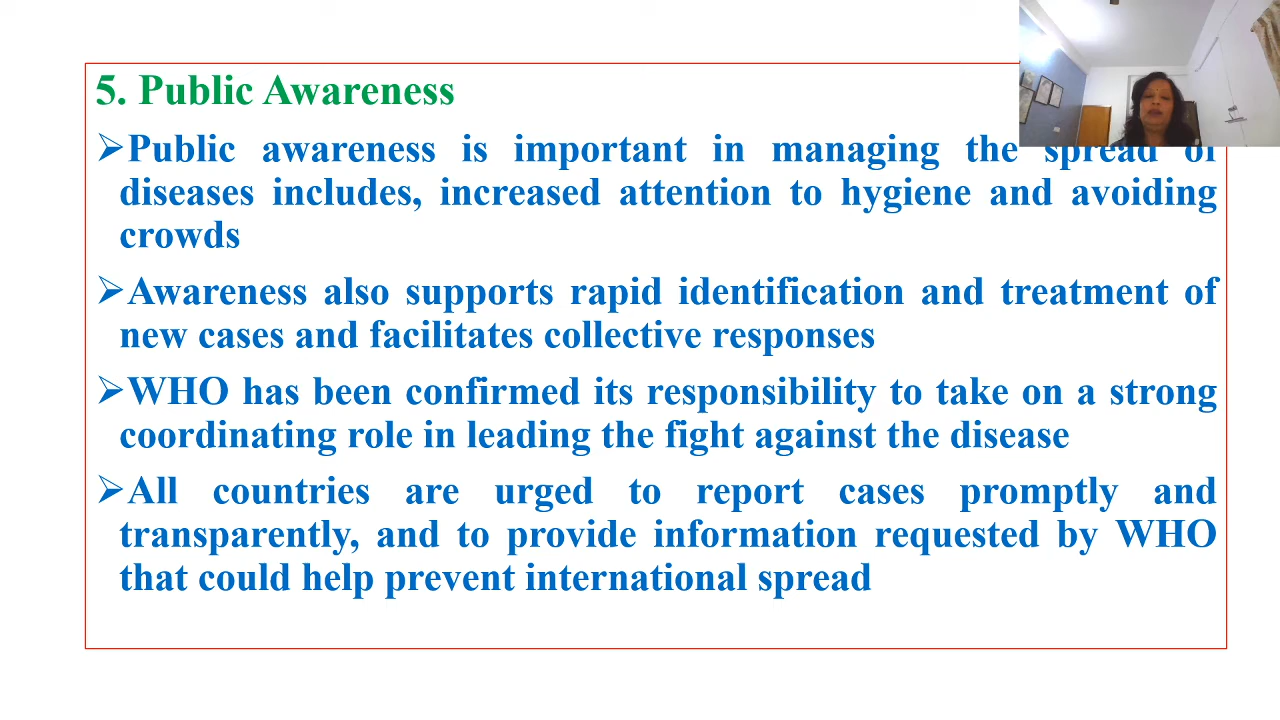 5. Public Awareness
➢Public awareness is important in managing the spread of
diseases includes, increased attention to hygiene and avoiding
crowds
➢Awareness also supports rapid identification and treatment of
new cases and facilitates collective responses
➢WHO has been confirmed its responsibility to take on a strong
coordinating role in leading the fight against the disease
➢All countries are urged to report cases promptly and
transparently, and to provide information requested by WHO
that could help prevent international spread